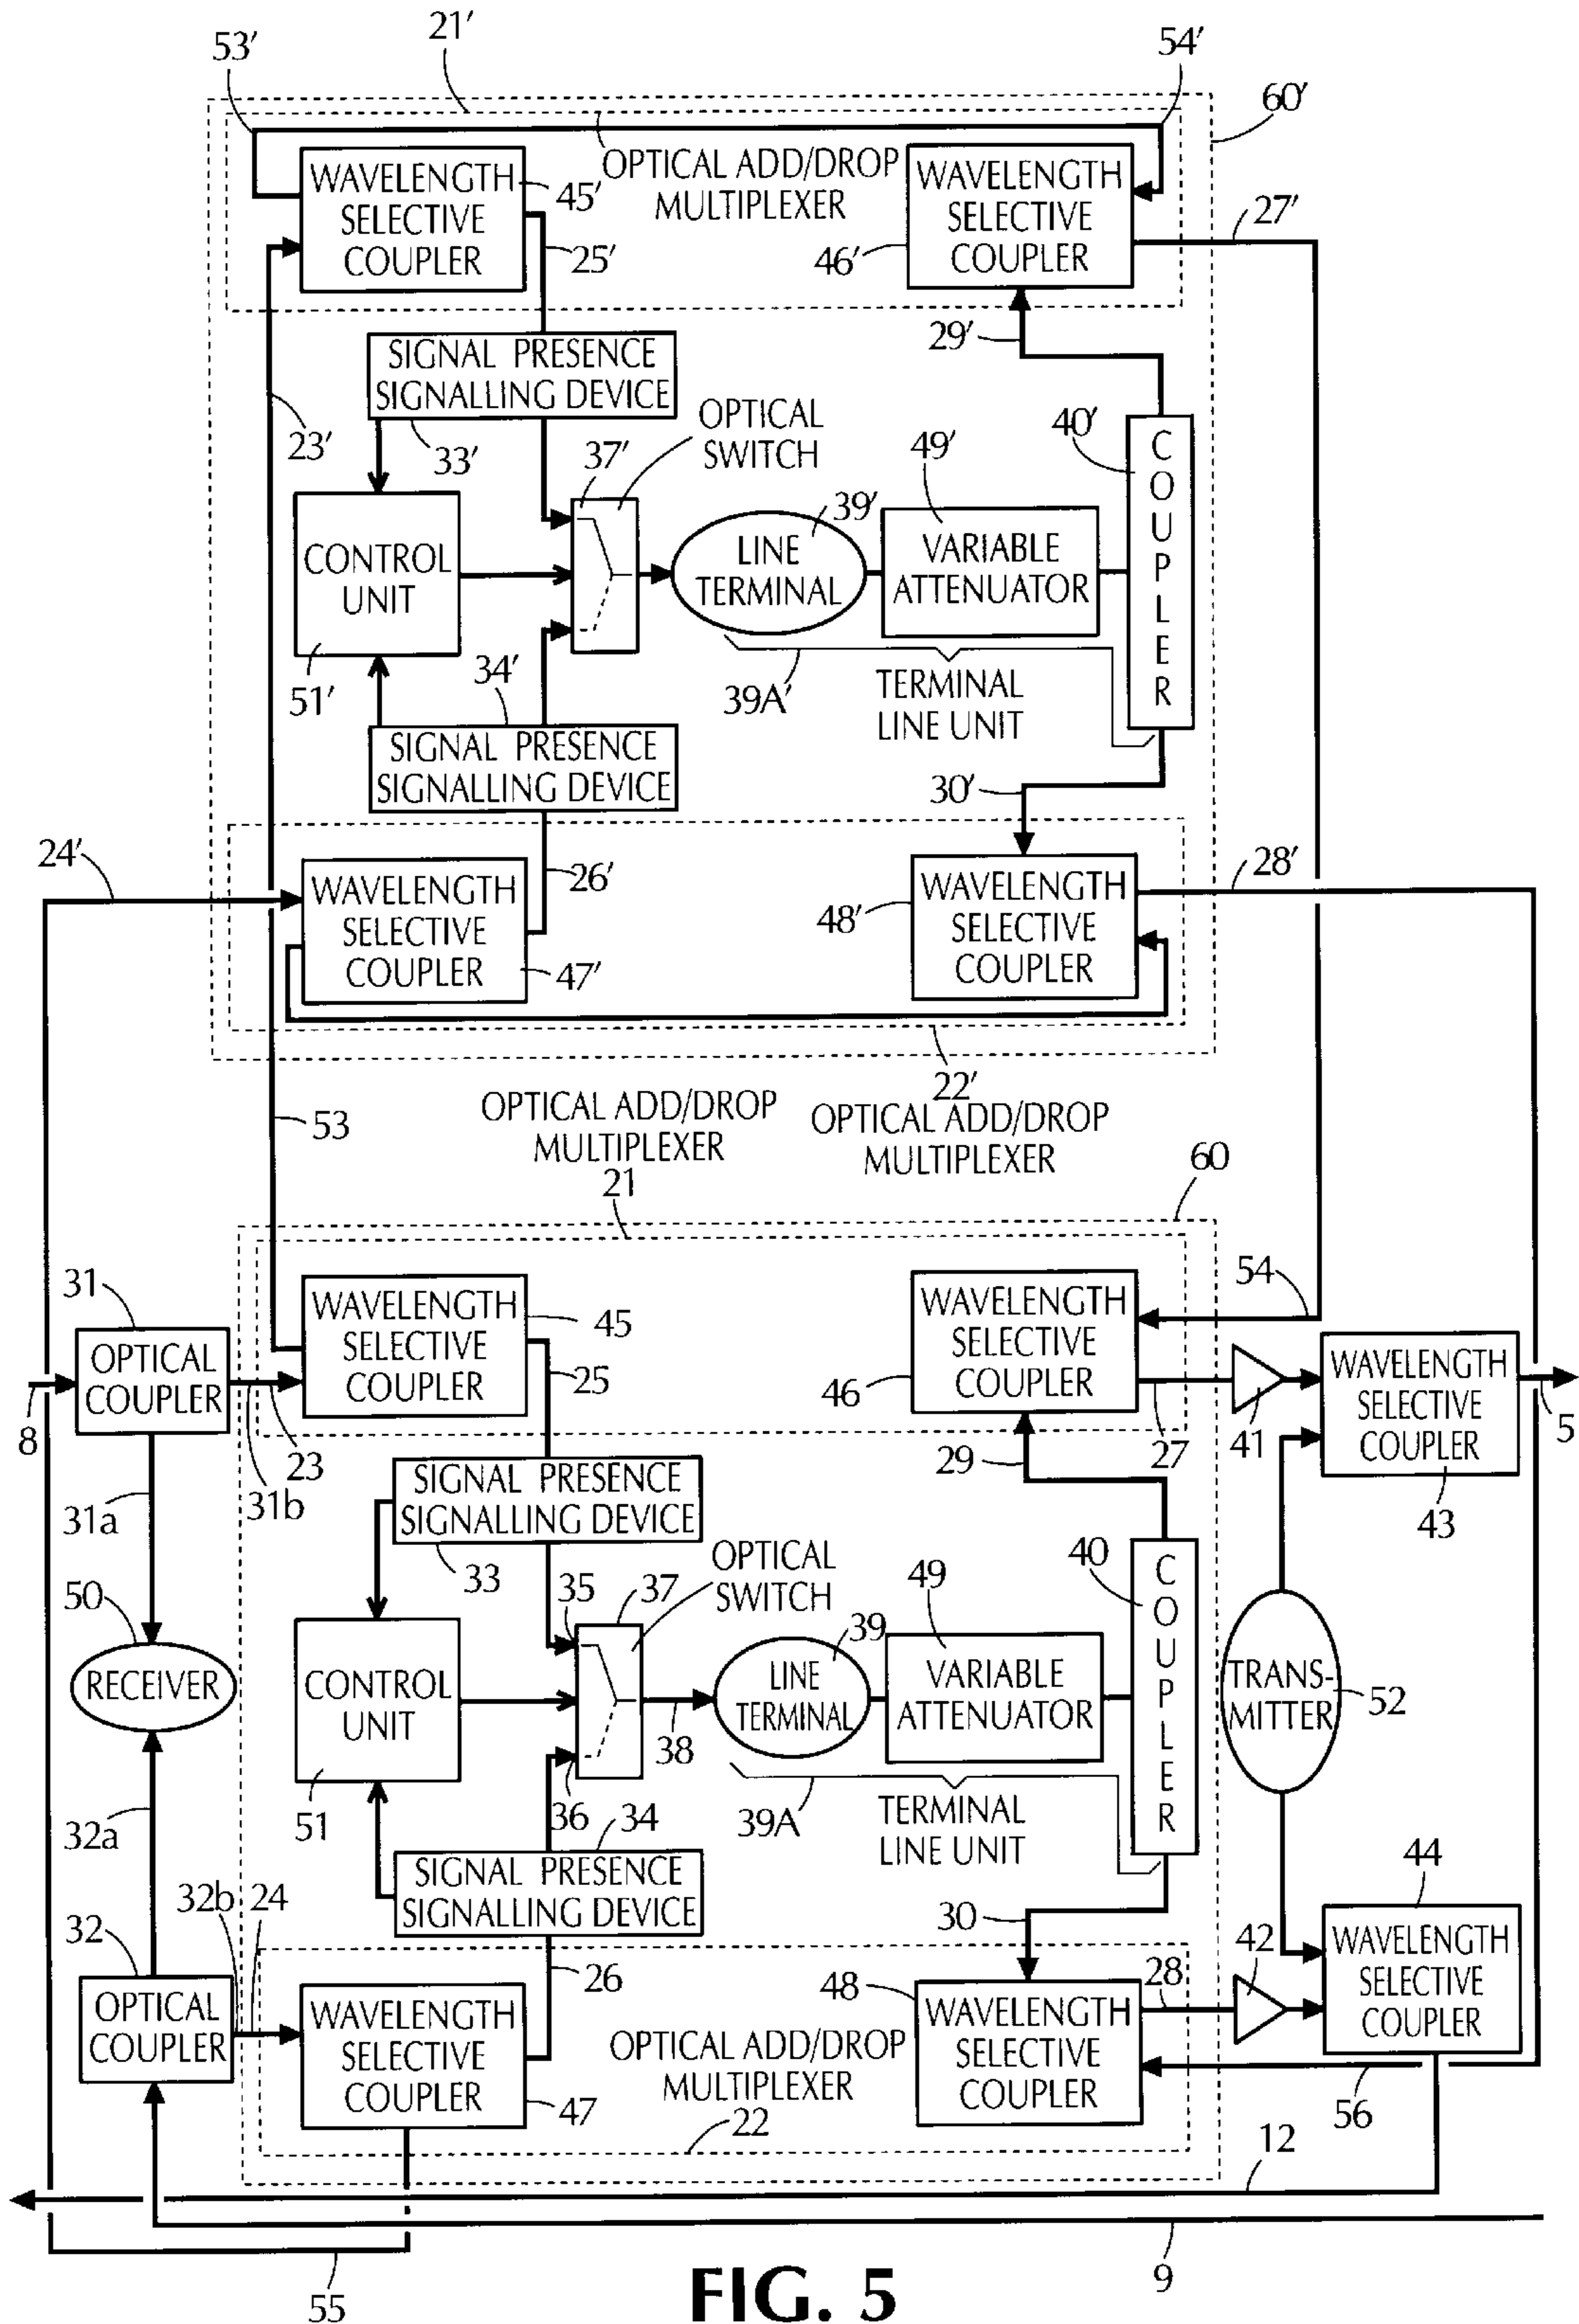 21′
53′
54′
60′
OPTICAL ADD/DROP
MULTIPLEXER
WAVELENGTH
SELECTIVE
COUPLER
45′
WAVELENGTH
SELECTIVE
COUPLER
46′
27′
25′
29′
SIGNAL PRESENCE
SIGNALLING DEVICE
23′
33′
OPTICAL
SWITCH
37′
40′
COUPLER
49′
39′
CONTROL
UNIT
LINE
TERMINAL
VARIABLE
ATTENUATOR
51′
34′
39A′
TERMINAL
LINE UNIT
SIGNAL PRESENCE
SIGNALLING DEVICE
30′
24′
26′
28′
WAVELENGTH
SELECTIVE
COUPLER
47′
48′
WAVELENGTH
SELECTIVE
COUPLER
22′
53
OPTICAL ADD/DROP
MULTIPLEXER
21
OPTICAL ADD/DROP
MULTIPLEXER
60
31
OPTICAL
COUPLER
WAVELENGTH
SELECTIVE
COUPLER
45
WAVELENGTH
SELECTIVE
COUPLER
46
54
WAVELENGTH
SELECTIVE
COUPLER
43
8
5
25
27
41
23
31b
31a
29
SIGNAL PRESENCE
SIGNALLING DEVICE
33
OPTICAL
SWITCH
35
37
40
COUPLER
49
39
50
RECEIVER
CONTROL
UNIT
LINE
TERMINAL
VARIABLE
ATTENUATOR
TRANS-
MITTER
52
38
51
36
34
39A
TERMINAL
LINE UNIT
32a
SIGNAL PRESENCE
SIGNALLING DEVICE
44
32b
24
32
30
42
26
OPTICAL
COUPLER
WAVELENGTH
SELECTIVE
COUPLER
47
OPTICAL ADD/DROP
MULTIPLEXER
22
48
WAVELENGTH
SELECTIVE
COUPLER
28
WAVELENGTH
SELECTIVE
COUPLER
56
12
9
55
FIG. 5